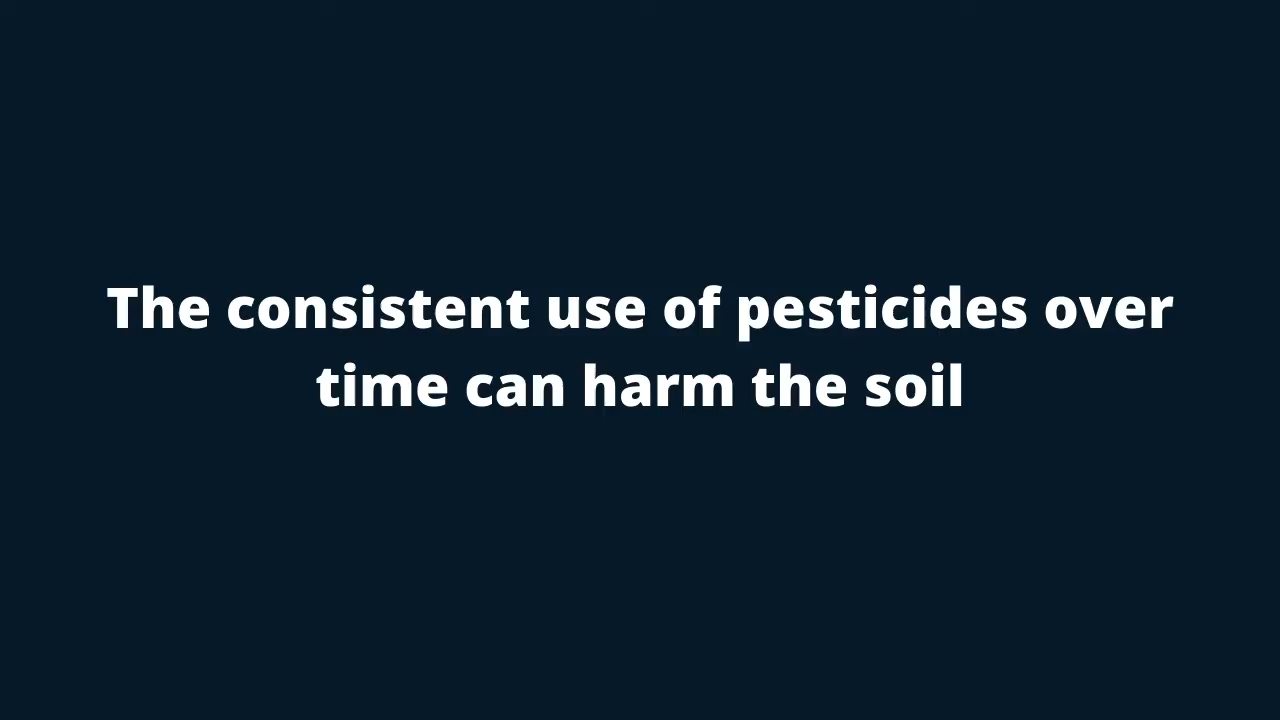 The consistent use of pesticides over
time can harm the soil